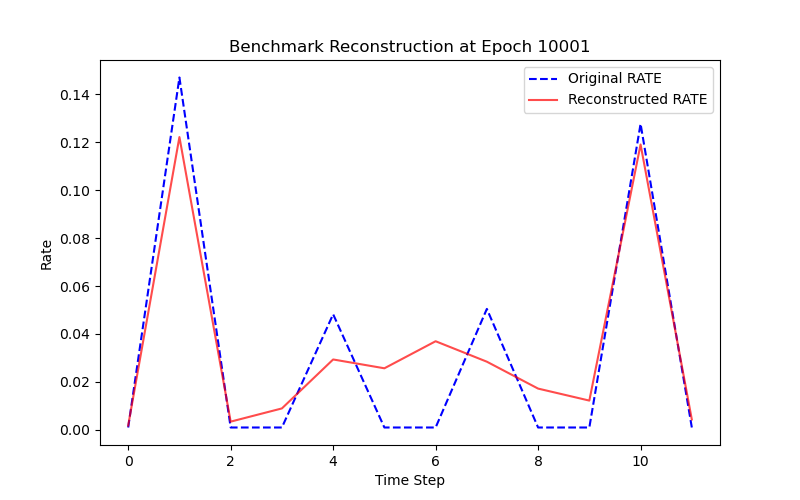 Benchmark Reconstruction at Epoch 10001
Original RATE
Reconstructed RATE
Rate
0.14
0.12
0.10
0.08
0.06
0.04
0.02
0.00
0 2 4 6 8 10
Time Step